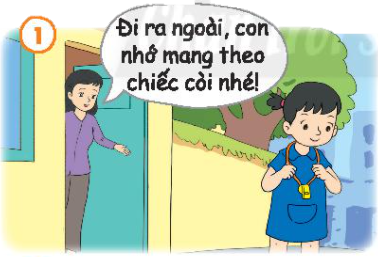 1
Đi ra ngoài, con
nhớ mang theo
chiếc còi nhé!